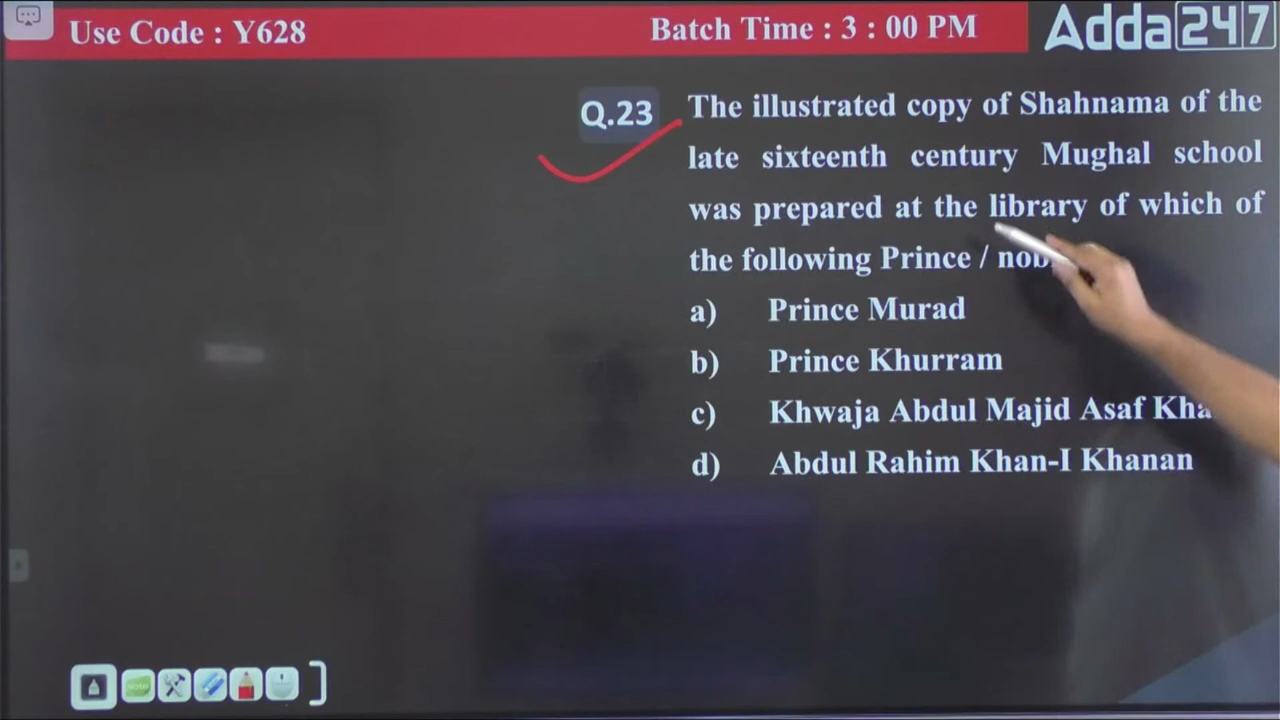 Use Code : Y628
Batch Time : 3 : 00 PM
Adda247
Q.23
The illustrated copy of Shahnama of the
late sixteenth century Mughal school
was prepared at the library of which of
the following Prince /
a) Prince Murad
b) Prince Khurram
c) Khwaja Abdul Majid Asaf
d) Abdul Rahim Khan-I Khanan